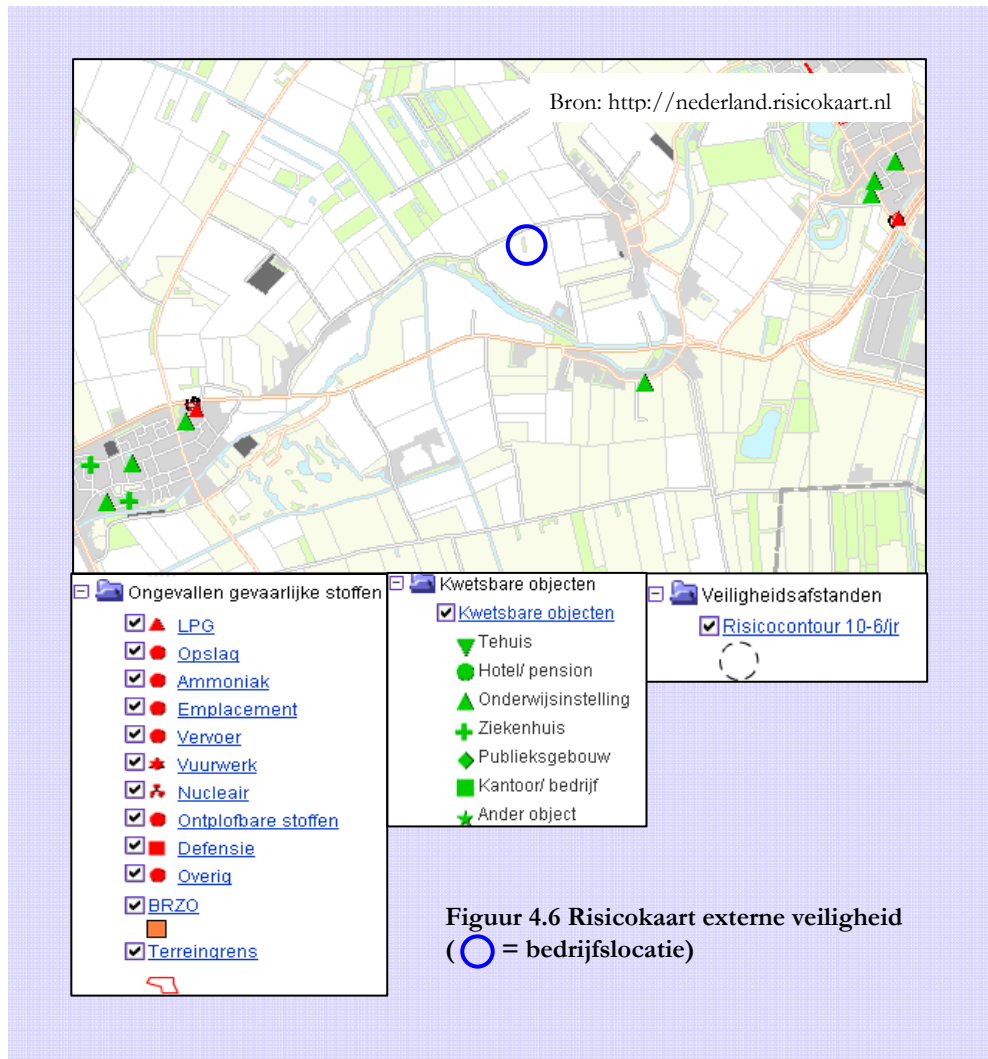 Bron: http://nederland.risicokaart.nl
Ongevallen gevaarlijke stoffen
LPG
Opslag
Ammoniak
Emplacement
Vervoer
Vuurwerk
Nucleair
Ontplofbare stoffen
Defensie
Overig
BRZO
Terreingrens
Kwetsbare objecten
Kwetsbare objecten
Tehuis
Hotel/ pension
Onderwijsinstelling
Ziekenhuis
Publieksgebouw
Kantoor/ bedrijf
Ander object
Veiligheidsafstanden
Risicocontour 10-6/jr
Figuur 4.6 Risicokaart externe veiligheid
( = bedrijfslocatie)